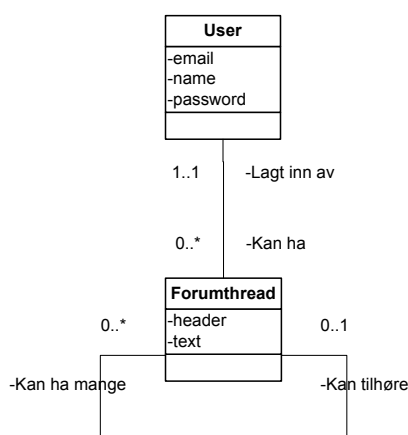 User
-email
-name
-password
1..1 -Lagt inn av
0..* -Kan ha
Forumthread
0..* 0..1
-header
-text
-Kan ha mange -Kan tilhøre